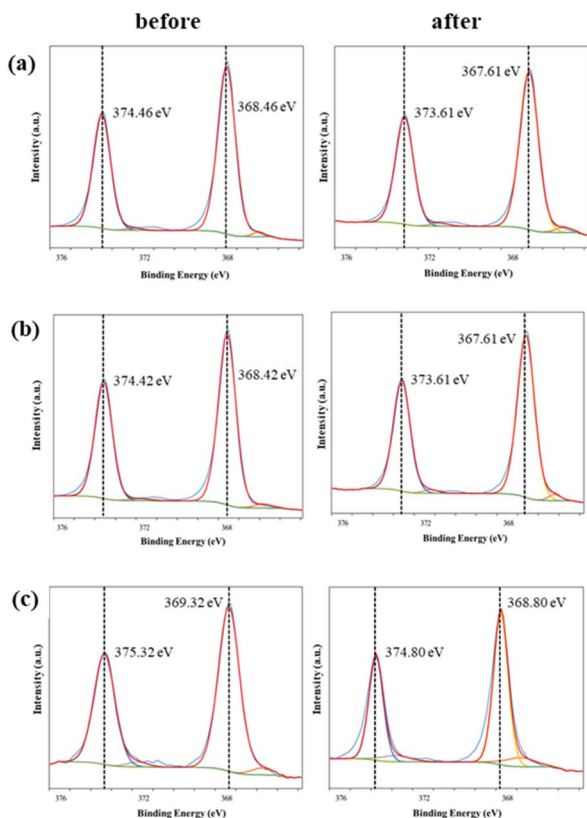 before
after
(a)
374.46 eV
368.46 eV
Intensity (a.u.)
376
372
368
Binding Energy (eV)
367.61 eV
373.61 eV
Intensity (a.u.)
376
372
368
Binding Energy (eV)
(b)
374.42 eV
368.42 eV
Intensity (a.u.)
376
372
368
Binding Energy (eV)
367.61 eV
373.61 eV
Intensity (a.u.)
376
372
368
Binding Energy (eV)
(c)
369.32 eV
375.32 eV
Intensity (a.u.)
376
372
368
Binding Energy (eV)
368.80 eV
374.80 eV
Intensity (a.u.)
376
372
368
Binding Energy (eV)